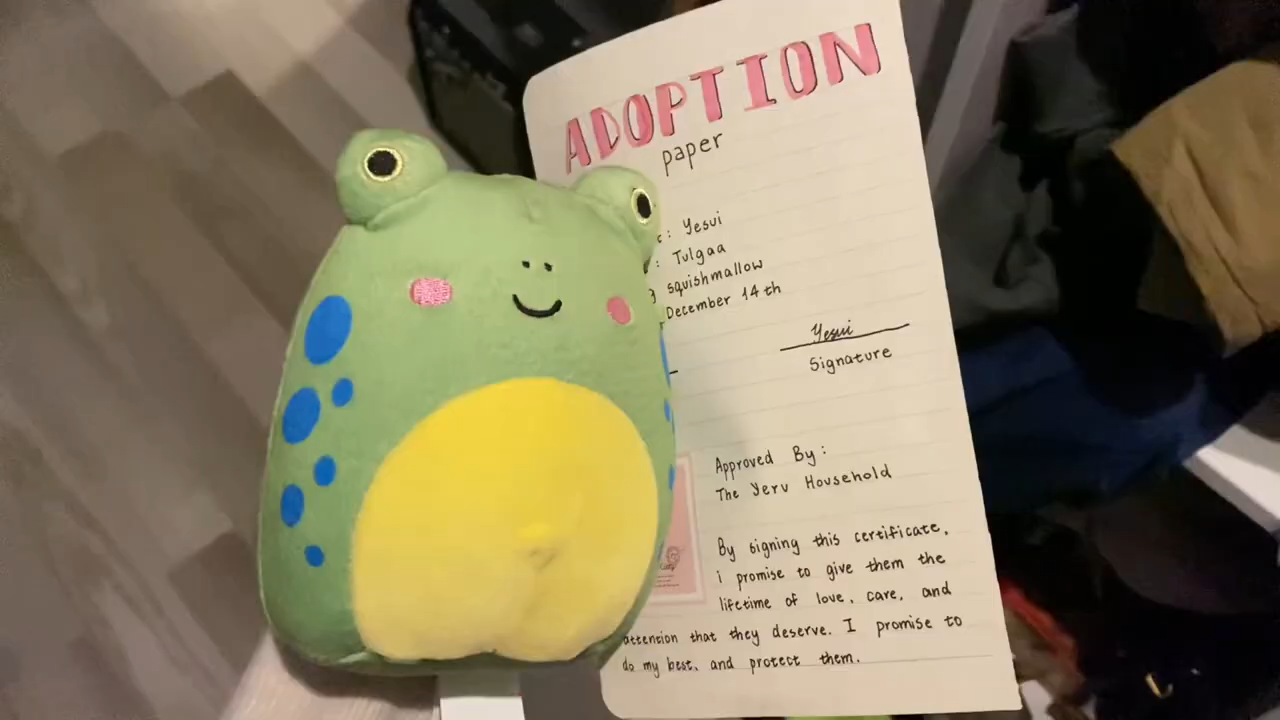 ADOPTION
paper
: Yesui
: Tulgaa
squishmallow
December 14th
Yesui
Signature
Approved By:
The Yeru Household
By signing this certificate,
i promise to give them the
lifetime of love, care, and
attention that they deserve. I promise to
do my best, and protect them.